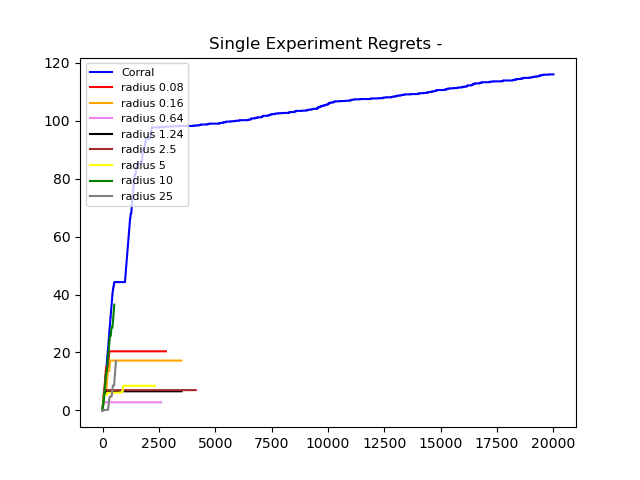 Single Experiment Regrets -
120
100
80
60
40
20
0
Corral
radius 0.08
radius 0.16
radius 0.64
radius 1.24
radius 2.5
radius 5
radius 10
radius 25
0 2500 5000 7500 10000 12500 15000 17500 20000